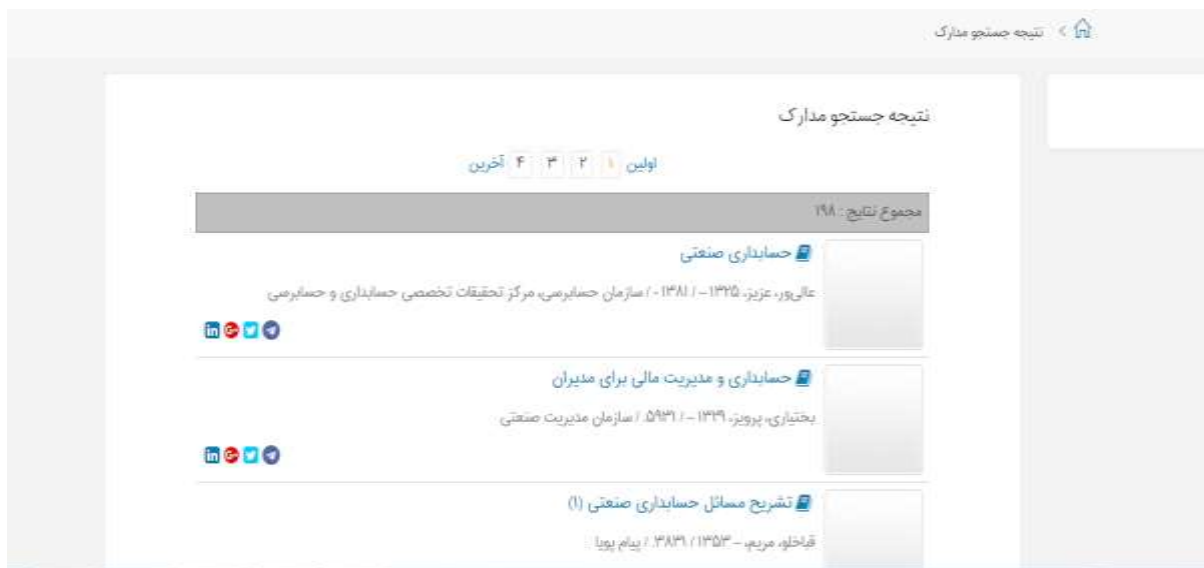 نتیجه جستجو مدارک
نتیجه جستجو مدارک
اولین ۱ ۲ ۳ ۴ آخرین
مجموع نتایج : ۱۹۸
حسابداری صنعتی
عالی‌ور، عزیز، ۱۳۲۵ - / ۱۳۸۱ - / سازمان حسابرسی، مرکز تحقیقات تخصصی حسابداری و حسابرسی
حسابداری و مدیریت مالی برای مدیران
بختیاری، پرویز، ۱۳۲۹ - / ۵۹۳۱. / سازمان مدیریت صنعتی
تشریح مسائل حسابداری صنعتی (۱)
قباخلو، مریم، - ۱۳۵۳ / ۳۸۳۱. / پیام پویا